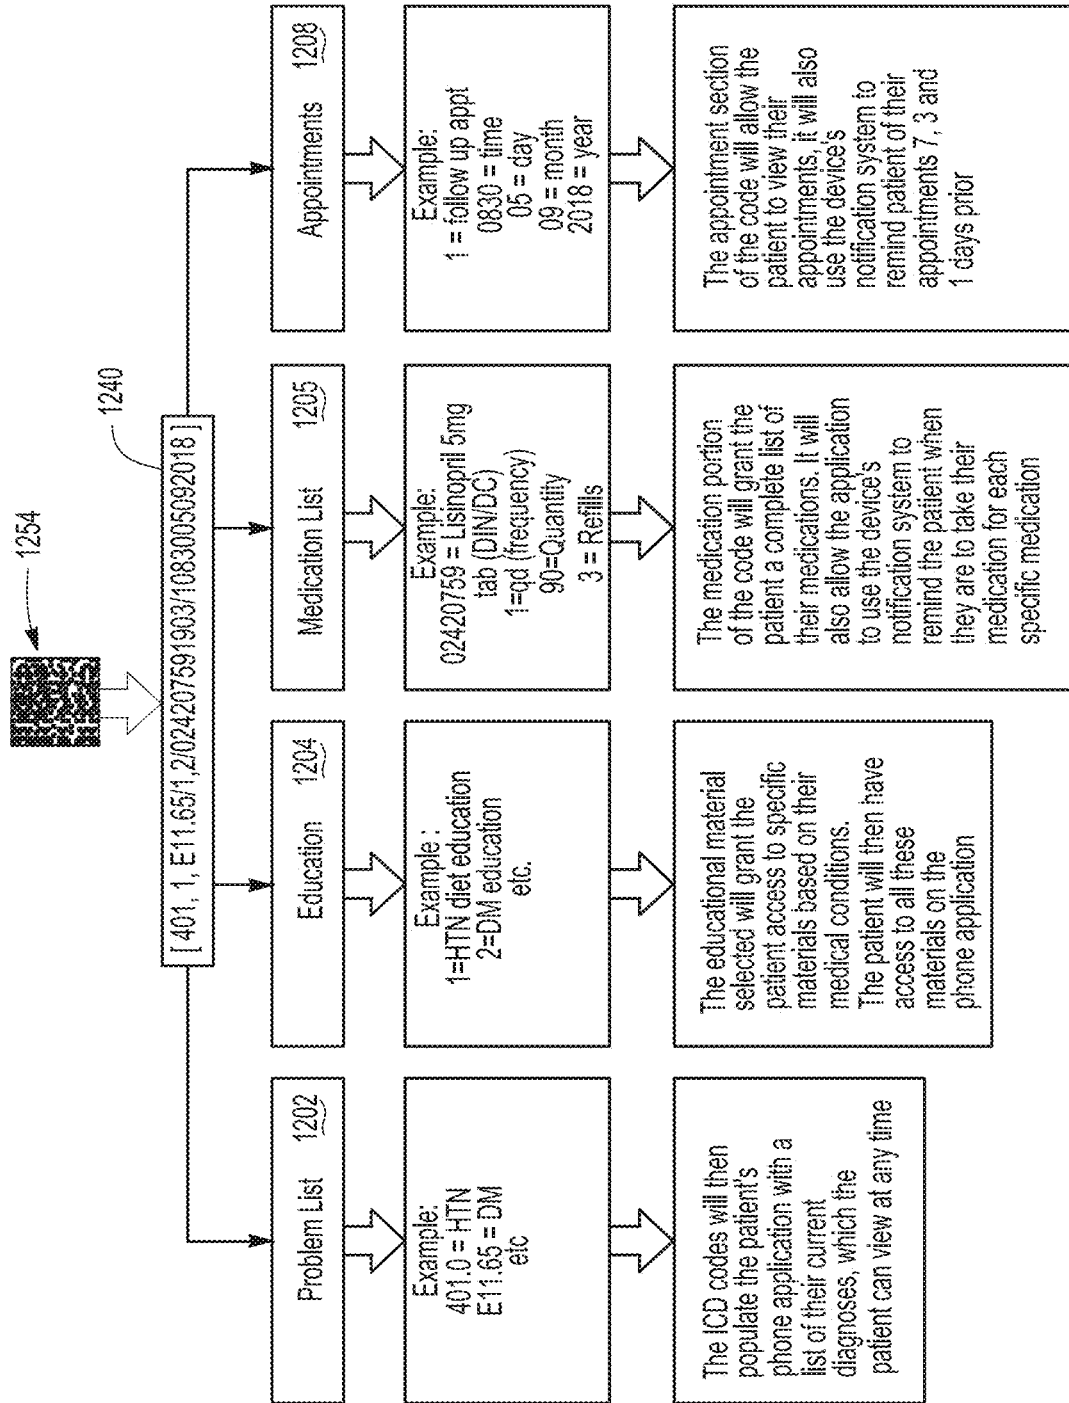 1254
1240
[ 401, 1, E11.65/1,2/024207591903/1083005092018 ]
Problem List 1202
Example:
401.0 = HTN
E11.65 = DM
etc
The ICD codes will then
populate the patient's
phone application with a
list of their current
diagnoses, which the
patient can view at any time
Education 1204
Example :
1=HTN diet education
2=DM education
etc.
The educational material
selected will grant the
patient access to specific
materials based on their
medical conditions.
The patient will then have
access to all these
materials on the
phone application
Medication List 1205
Example:
02420759 = Lisinopril 5mg
tab (DIN/DC)
1=qd (frequency)
90=Quantity
3 = Refills
The medication portion
of the code will grant the
patient a complete list of
their medications. It will
also allow the application
to use the device's
notification system to
remind the patient when
they are to take their
medication for each
specific medication
Appointments 1208
Example:
1 = follow up appt
0830 = time
05 = day
09 = month
2018 = year
The appointment section
of the code will allow the
patient to view their
appointments, it will also
use the device's
notification system to
remind patient of their
appointments 7, 3 and
1 days prior